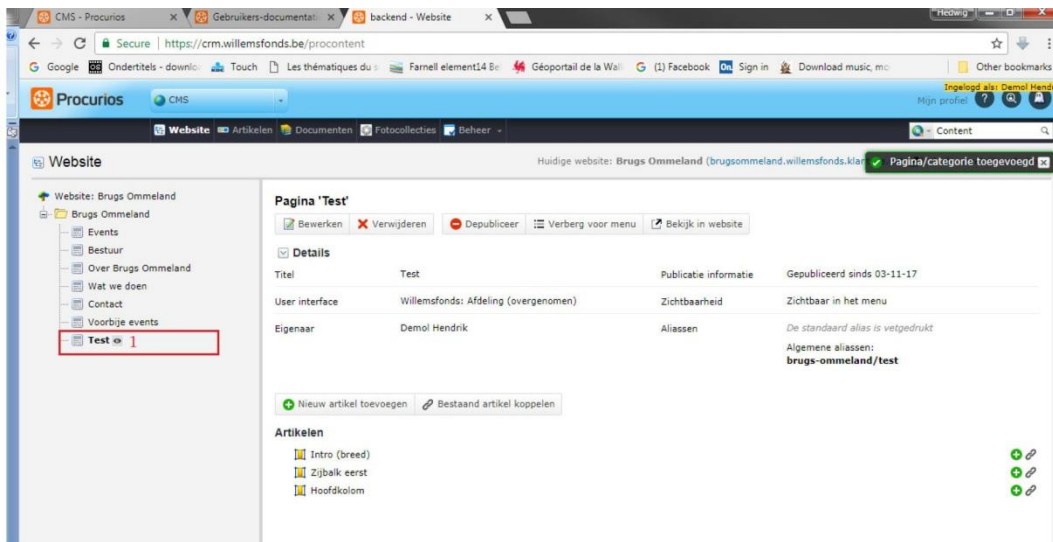 CMS - Procurios
Gebruikers-documentati
backend - Website
Hedwig
Secure https://crm.willemsfonds.be/procontent
Google Ondertitels - downlo Touch Les thématiques du s Farnell element14 Be Géoportail de la Wal (1) Facebook Sign in Download music, mo Other bookmarks
Procurios CMS
Ingelogd als: Demol Hendr
Mijn profiel
Website Artikelen Documenten Fotocollecties Beheer Content
Website
Huidige website: Brugs Ommeland (brugsommeland.willemsfonds.klan
Pagina/categorie toegevoegd
Website: Brugs Ommeland
Brugs Ommeland
Events
Bestuur
Over Brugs Ommeland
Wat we doen
Contact
Voorbije events
Test 1
Pagina 'Test'
Bewerken Verwijderen Depubliceer Verberg voor menu Bekijk in website
Details
Titel Test Publicatie informatie Gepubliceerd sinds 03-11-17
User interface Willemsfonds: Afdeling (overgenomen) Zichtbaarheid Zichtbaar in het menu
Eigenaar Demol Hendrik Aliassen De standaard alias is vetgedrukt
Algemene aliassen:
brugs-ommeland/test
Nieuw artikel toevoegen Bestaand artikel koppelen
Artikelen
Intro (breed)
Zijbalk eerst
Hoofdkolom